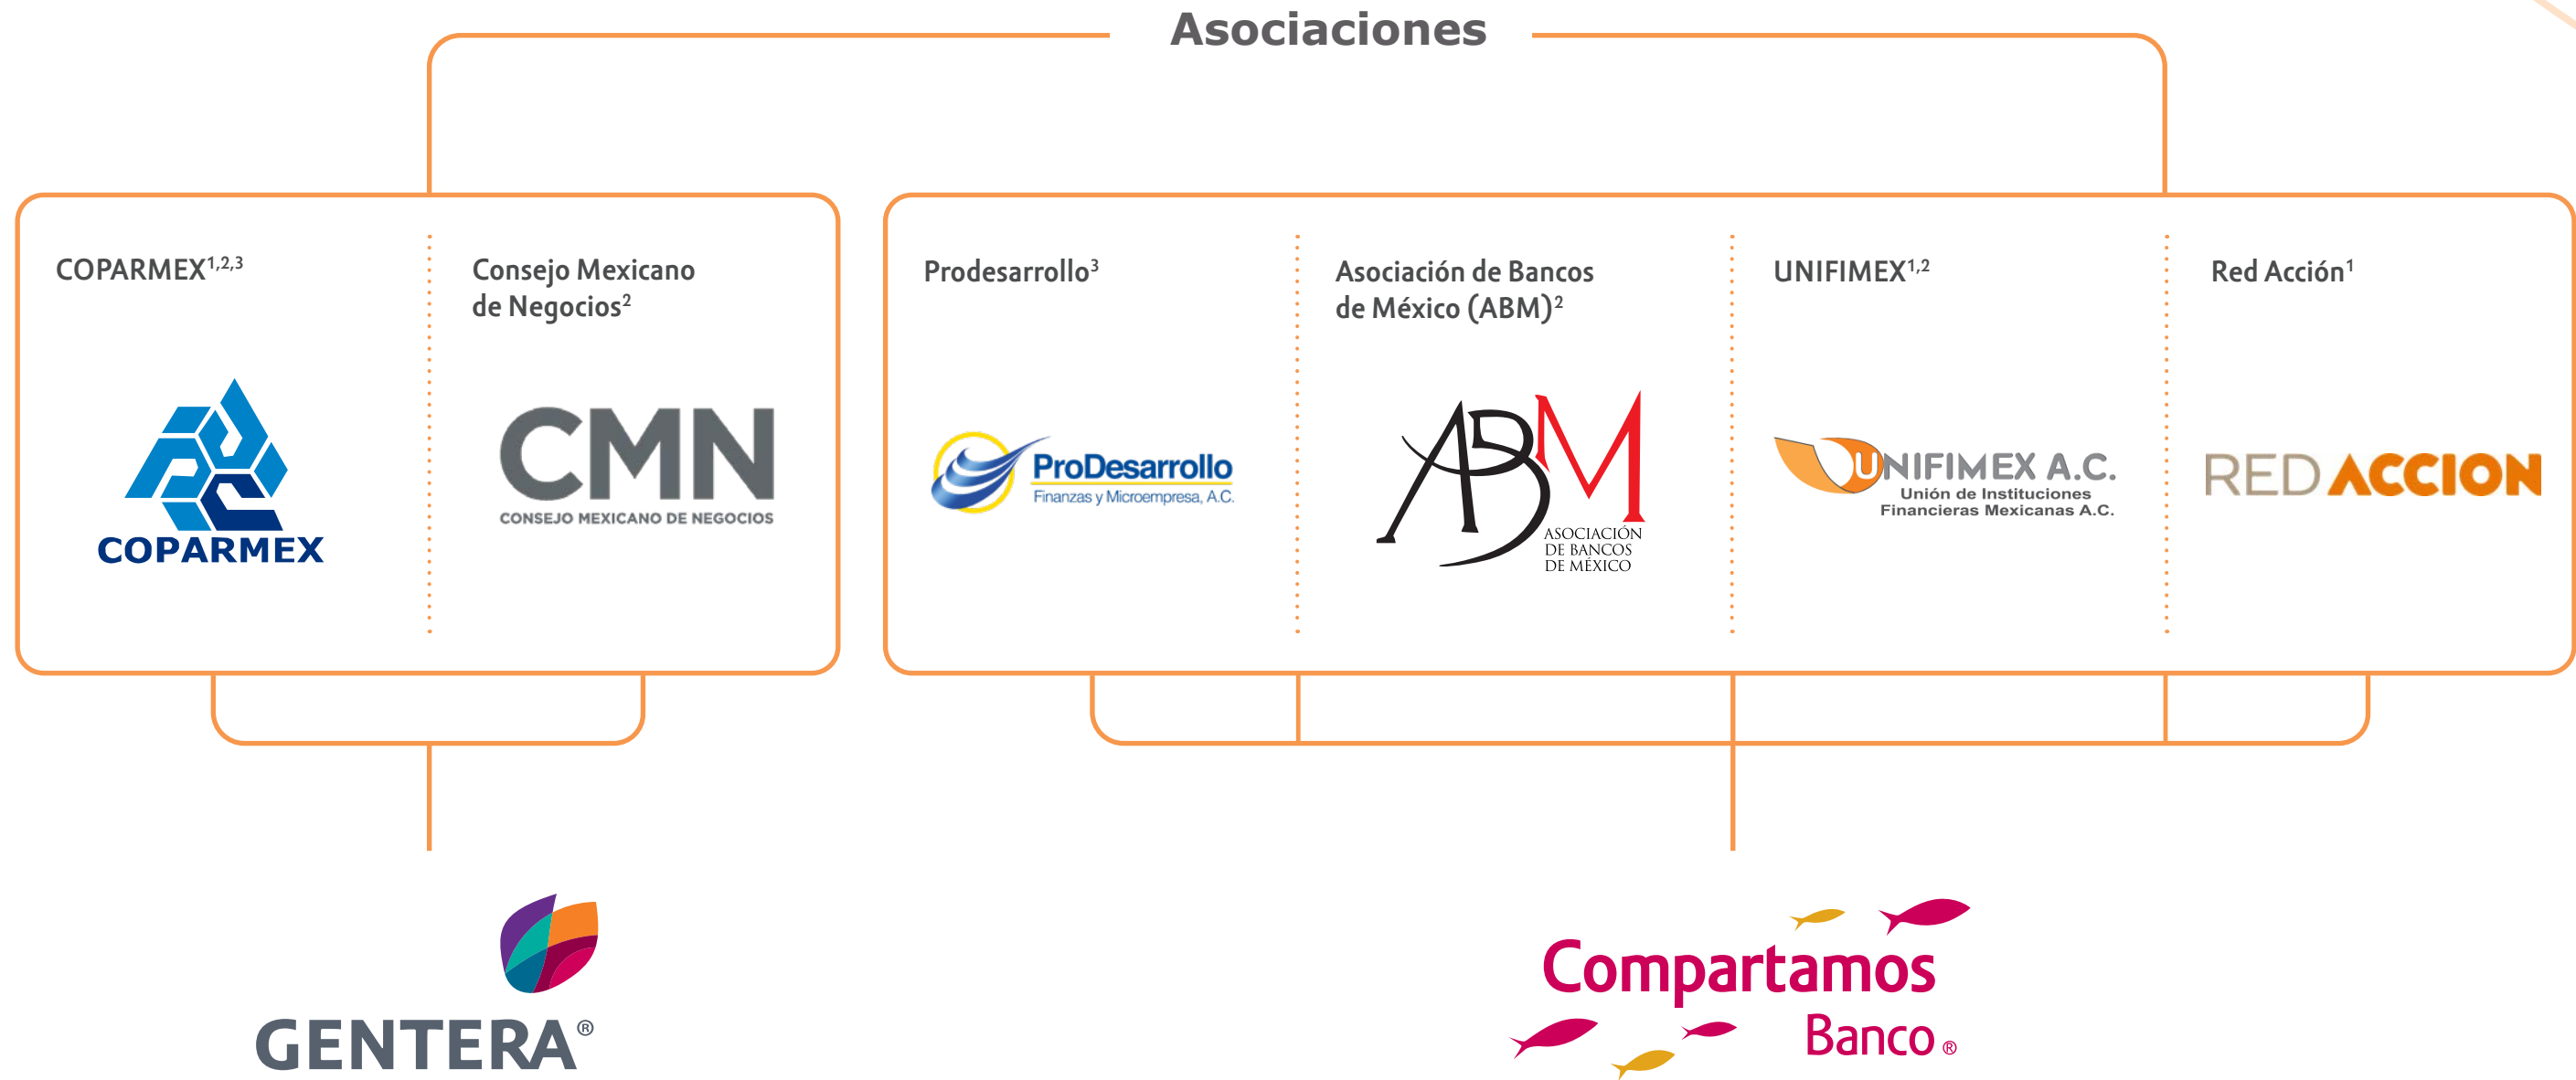 Asociaciones
COPARMEX¹,²,³
Consejo Mexicano
de Negocios²
Prodesarrollo³
Asociación de Bancos
de México (ABM)²
UNIFIMEX¹,²
Red Acción¹
COPARMEX
CMN
CONSEJO MEXICANO DE NEGOCIOS
ProDesarrollo
Finanzas y Microempresa, A.C.
ABM
ASOCIACIÓN
DE BANCOS
DE MÉXICO
UNIFIMEX A.C.
Unión de Instituciones
Financieras Mexicanas A.C.
RED ACCION
GENTERA®
Compartamos
Banco®